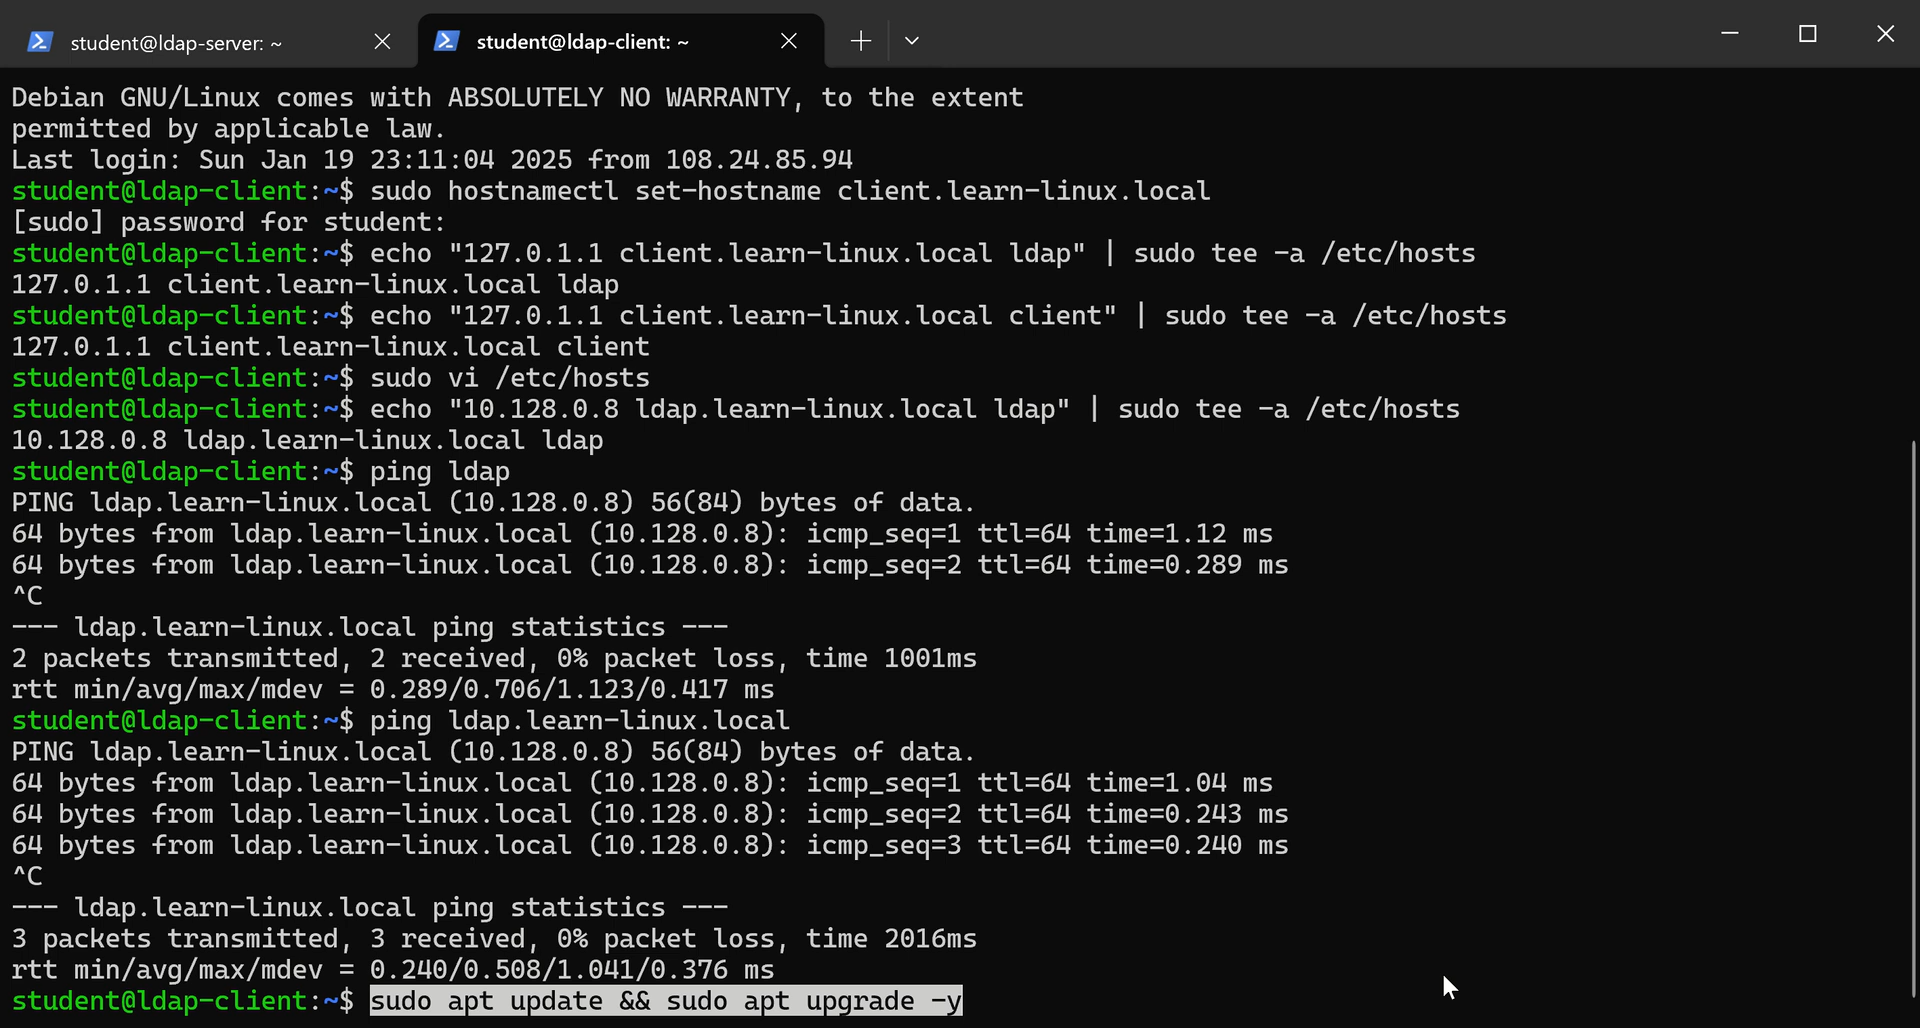 student@ldap-server: ~
student@ldap-client: ~
Debian GNU/Linux comes with ABSOLUTELY NO WARRANTY, to the extent
permitted by applicable law.
Last login: Sun Jan 19 23:11:04 2025 from 108.24.85.94
student@ldap-client:~$ sudo hostnamectl set-hostname client.learn-linux.local
[sudo] password for student:
student@ldap-client:~$ echo "127.0.1.1 client.learn-linux.local ldap" | sudo tee -a /etc/hosts
127.0.1.1 client.learn-linux.local ldap
student@ldap-client:~$ echo "127.0.1.1 client.learn-linux.local client" | sudo tee -a /etc/hosts
127.0.1.1 client.learn-linux.local client
student@ldap-client:~$ sudo vi /etc/hosts
student@ldap-client:~$ echo "10.128.0.8 ldap.learn-linux.local ldap" | sudo tee -a /etc/hosts
10.128.0.8 ldap.learn-linux.local ldap
student@ldap-client:~$ ping ldap
PING ldap.learn-linux.local (10.128.0.8) 56(84) bytes of data.
64 bytes from ldap.learn-linux.local (10.128.0.8): icmp_seq=1 ttl=64 time=1.12 ms
64 bytes from ldap.learn-linux.local (10.128.0.8): icmp_seq=2 ttl=64 time=0.289 ms
^C
--- ldap.learn-linux.local ping statistics ---
2 packets transmitted, 2 received, 0% packet loss, time 1001ms
rtt min/avg/max/mdev = 0.289/0.706/1.123/0.417 ms
student@ldap-client:~$ ping ldap.learn-linux.local
PING ldap.learn-linux.local (10.128.0.8) 56(84) bytes of data.
64 bytes from ldap.learn-linux.local (10.128.0.8): icmp_seq=1 ttl=64 time=1.04 ms
64 bytes from ldap.learn-linux.local (10.128.0.8): icmp_seq=2 ttl=64 time=0.243 ms
64 bytes from ldap.learn-linux.local (10.128.0.8): icmp_seq=3 ttl=64 time=0.240 ms
^C
--- ldap.learn-linux.local ping statistics ---
3 packets transmitted, 3 received, 0% packet loss, time 2016ms
rtt min/avg/max/mdev = 0.240/0.508/1.041/0.376 ms
student@ldap-client:~$ sudo apt update && sudo apt upgrade -y